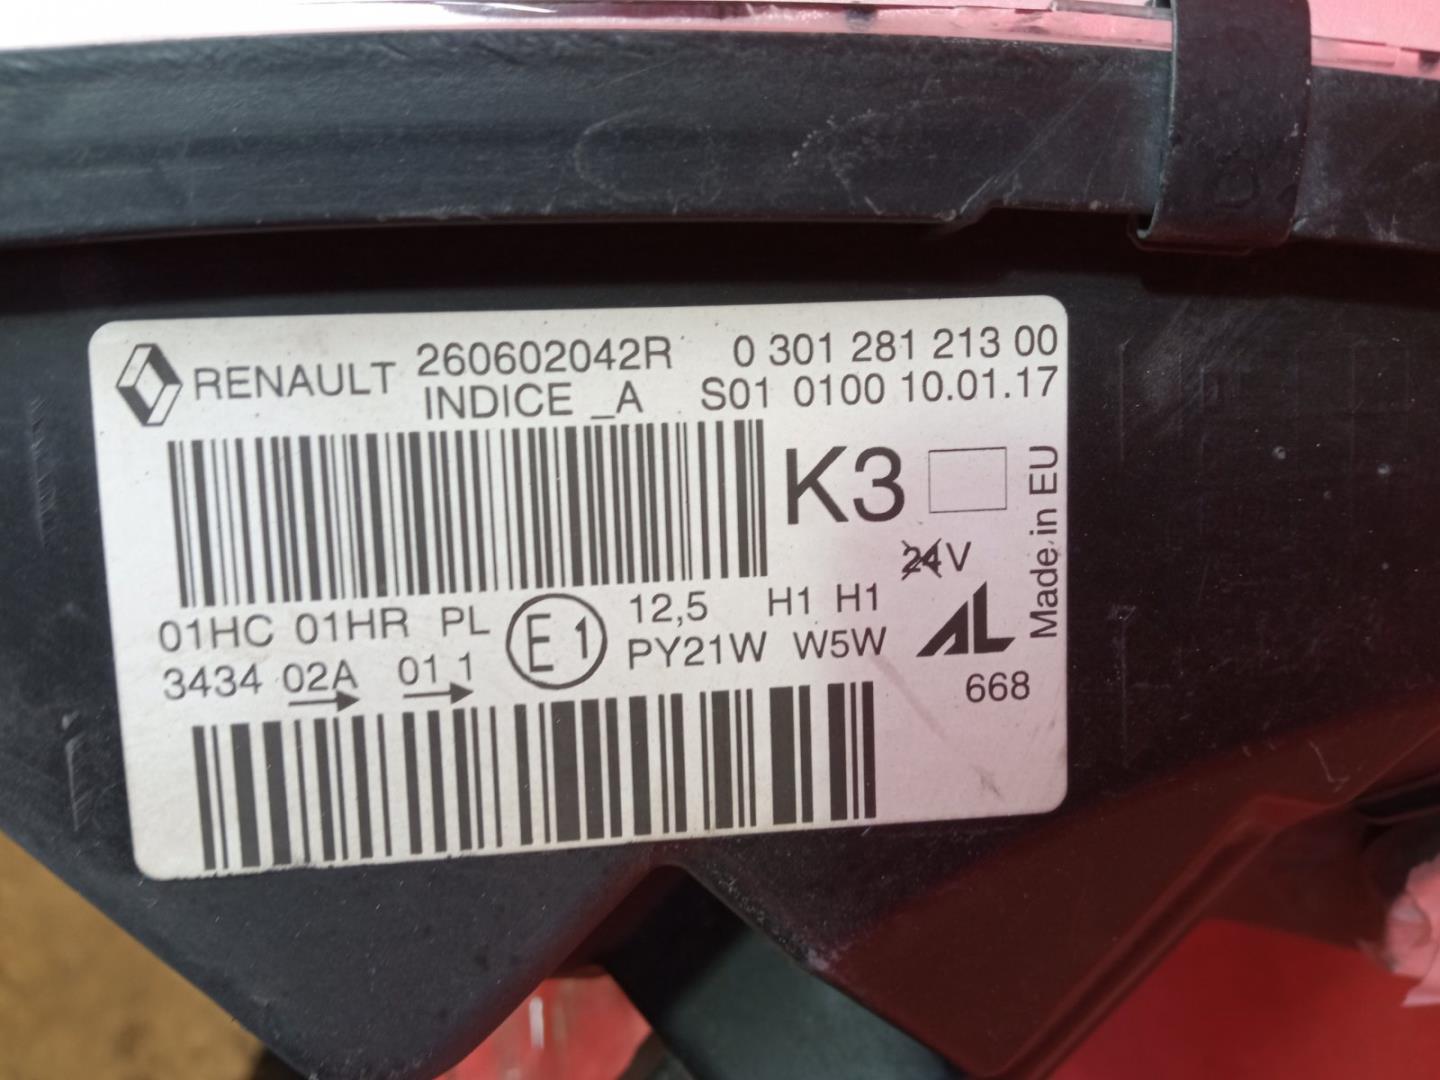 RENAULT 260602042R 0 301 281 213 00
INDICE _A S01 0100 10.01.17
K3
24V
Made in EU
01HC 01HR PL E1 12,5 H1 H1
3434 02A 01 1 PY21W W5W AL
668